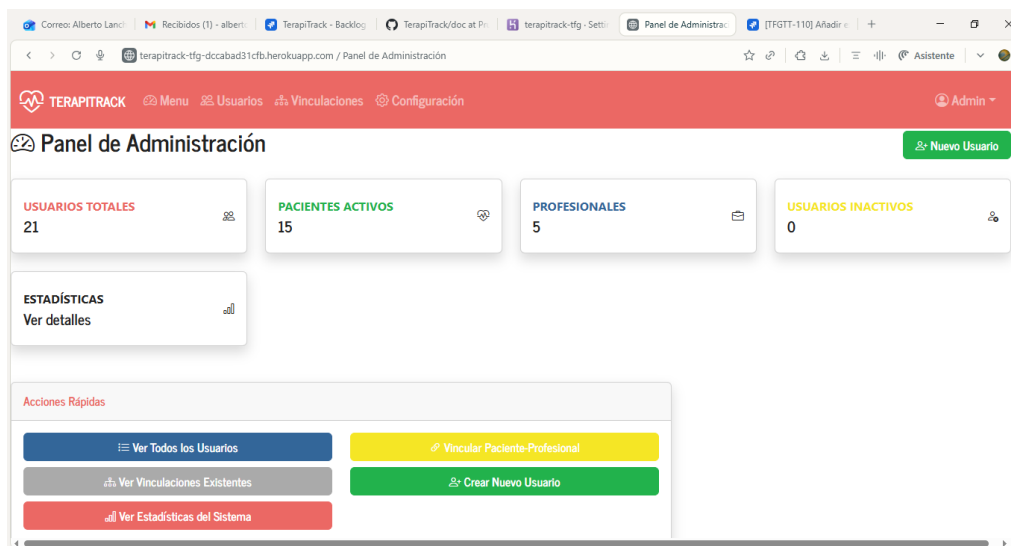 Correo: Alberto Lanch
Recibidos (1) - albert
TerapiTrack - Backlog
TerapiTrack/doc at Pr
terapitrack-tfg · Setti
Panel de Administrac
[TFGTT-110] Añadir e
terapitrack-tfg-dccabad31cfb.herokuapp.com / Panel de Administración
Asistente
TERAPITRACK Menu Usuarios Vinculaciones Configuración Admin
Panel de Administración
Nuevo Usuario
USUARIOS TOTALES
21
PACIENTES ACTIVOS
15
PROFESIONALES
5
USUARIOS INACTIVOS
0
ESTADÍSTICAS
Ver detalles
Acciones Rápidas
Ver Todos los Usuarios
Vincular Paciente-Profesional
Ver Vinculaciones Existentes
Crear Nuevo Usuario
Ver Estadísticas del Sistema